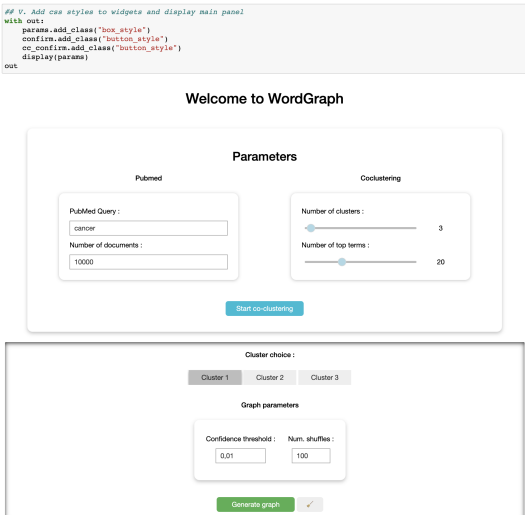 ## V. Add css styles to widgets and display main panel
with out:
    params.add_class("box_style")
    confirm.add_class("button_style")
    cc_confirm.add_class("button_style")
    display(params)
out
Welcome to WordGraph
Parameters
Pubmed
PubMed Query :
cancer
Number of documents :
10000
Coclustering
Number of clusters :
3
Number of top terms :
20
Start co-clustering
Cluster choice :
Cluster 1 Cluster 2 Cluster 3
Graph parameters
Confidence threshold : Num. shuffles :
0,01 100
Generate graph